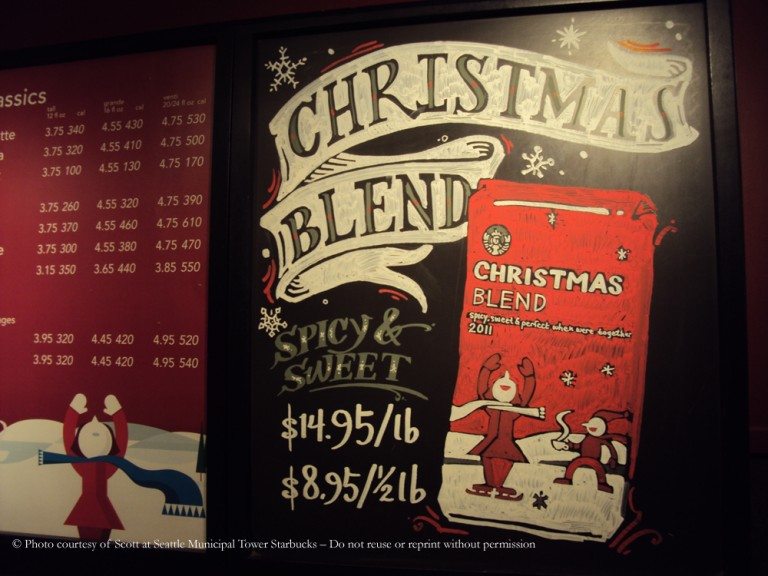 assics
tall grande venti
12 fl oz cal 16 fl oz cal 20/24 fl oz cal
tte 3.75 340 4.55 430 4.75 530
a 3.75 320 4.55 410 4.75 500
3.75 100 4.55 130 4.75 170
3.75 260 4.55 320 4.75 390
3.75 370 4.55 460 4.75 610
e 3.75 300 4.55 380 4.75 470
3.15 350 3.65 440 3.85 550
ges
3.95 320 4.45 420 4.95 520
3.95 320 4.45 420 4.95 540
CHRISTMAS
BLEND
SPICY &
SWEET
$14.95/lb
$8.95/½lb
CHRISTMAS
BLEND
spicy, sweet & perfect when were together
2011
© Photo courtesy of Scott at Seattle Municipal Tower Starbucks – Do not reuse or reprint without permission